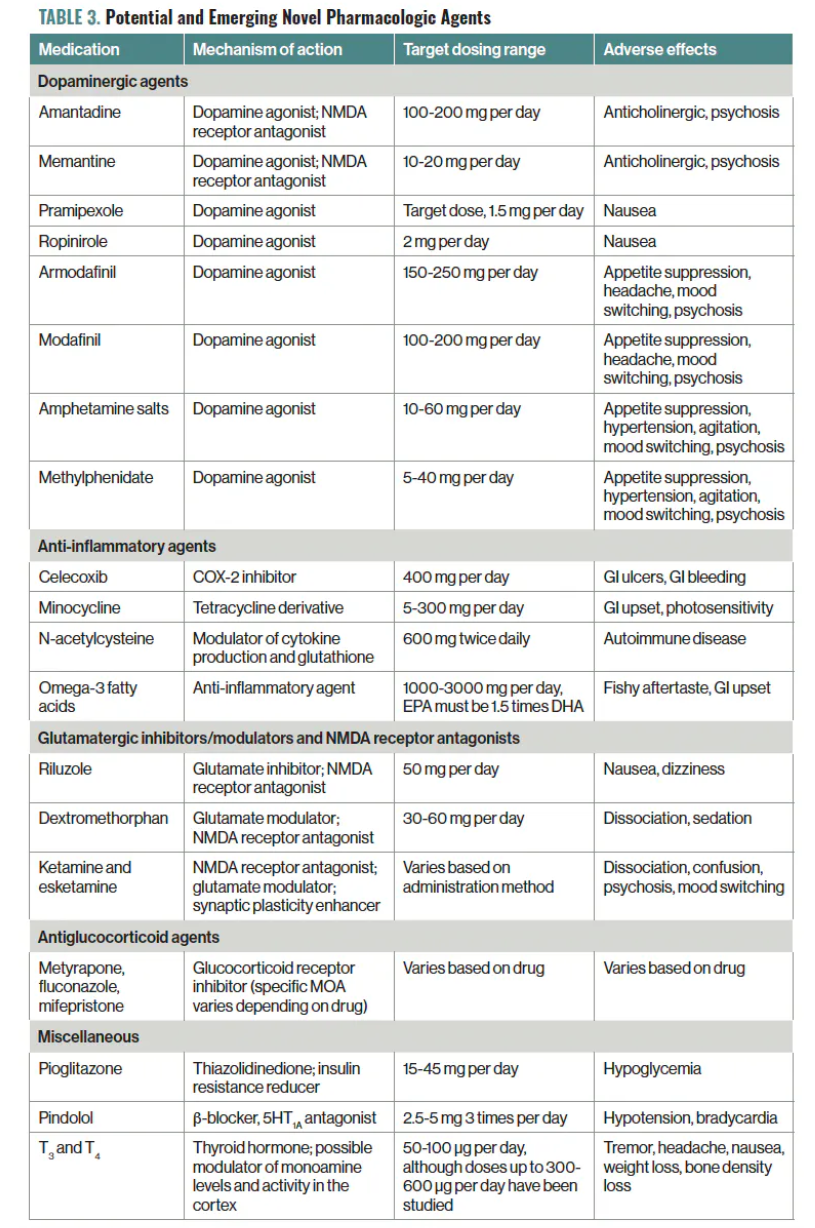 TABLE 3. Potential and Emerging Novel Pharmacologic Agents
Medication Mechanism of action Target dosing range Adverse effects
Dopaminergic agents
Amantadine Dopamine agonist; NMDA 100-200 mg per day Anticholinergic, psychosis
receptor antagonist
Memantine Dopamine agonist; NMDA 10-20 mg per day Anticholinergic, psychosis
receptor antagonist
Pramipexole Dopamine agonist Target dose, 1.5 mg per day Nausea
Ropinirole Dopamine agonist 2 mg per day Nausea
Armodafinil Dopamine agonist 150-250 mg per day Appetite suppression,
headache, mood
switching, psychosis
Modafinil Dopamine agonist 100-200 mg per day Appetite suppression,
headache, mood
switching, psychosis
Amphetamine salts Dopamine agonist 10-60 mg per day Appetite suppression,
hypertension, agitation,
mood switching, psychosis
Methylphenidate Dopamine agonist 5-40 mg per day Appetite suppression,
hypertension, agitation,
mood switching, psychosis
Anti-inflammatory agents
Celecoxib COX-2 inhibitor 400 mg per day GI ulcers, GI bleeding
Minocycline Tetracycline derivative 5-300 mg per day GI upset, photosensitivity
N-acetylcysteine Modulator of cytokine 600 mg twice daily Autoimmune disease
production and glutathione
Omega-3 fatty Anti-inflammatory agent 1000-3000 mg per day, Fishy aftertaste, GI upset
acids EPA must be 1.5 times DHA
Glutamatergic inhibitors/modulators and NMDA receptor antagonists
Riluzole Glutamate inhibitor; NMDA 50 mg per day Nausea, dizziness
receptor antagonist
Dextromethorphan Glutamate modulator; 30-60 mg per day Dissociation, sedation
NMDA receptor antagonist
Ketamine and NMDA receptor antagonist; Varies based on Dissociation, confusion,
esketamine glutamate modulator; administration method psychosis, mood switching
synaptic plasticity enhancer
Antiglucocorticoid agents
Metyrapone, Glucocorticoid receptor Varies based on drug Varies based on drug
fluconazole, inhibitor (specific MOA
mifepristone varies depending on drug)
Miscellaneous
Pioglitazone Thiazolidinedione; insulin 15-45 mg per day Hypoglycemia
resistance reducer
Pindolol β-blocker, 5HT1A antagonist 2.5-5 mg 3 times per day Hypotension, bradycardia
T3 and T4 Thyroid hormone; possible 50-100 µg per day, Tremor, headache, nausea,
modulator of monoamine although doses up to 300- weight loss, bone density
levels and activity in the 600 µg per day have been loss
cortex studied